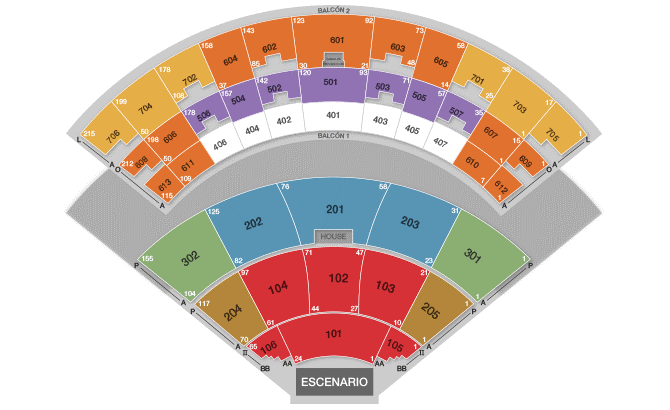 BALCÓN 2
123 92
143 73
158 601 58
602 603
178 604 605 38
85 30 21 48
199 702 701 17
37 14
142 120 93 71
704 108 157 502 501 503 57 25 703
215 504 505
L 706 178 506 507 35 705 L
50 198 606 607 15 1
A 212 608 406 404 402 401 403 405 407 609 1 A
O 50 611 610 1 O
613 109 BALCÓN 1 7 612
115 1
A A
76 58
125 201 31
202 203
302 HOUSE 301
155 82 71 47 23 1
P 97 21 P
104 104 102 103 1
A 117 A
P 204 44 27 205 1 P
61 10
70 101
A 65 106 105 1 1 A
II II
AA 24 1 AA
BB BB
ESCENARIO